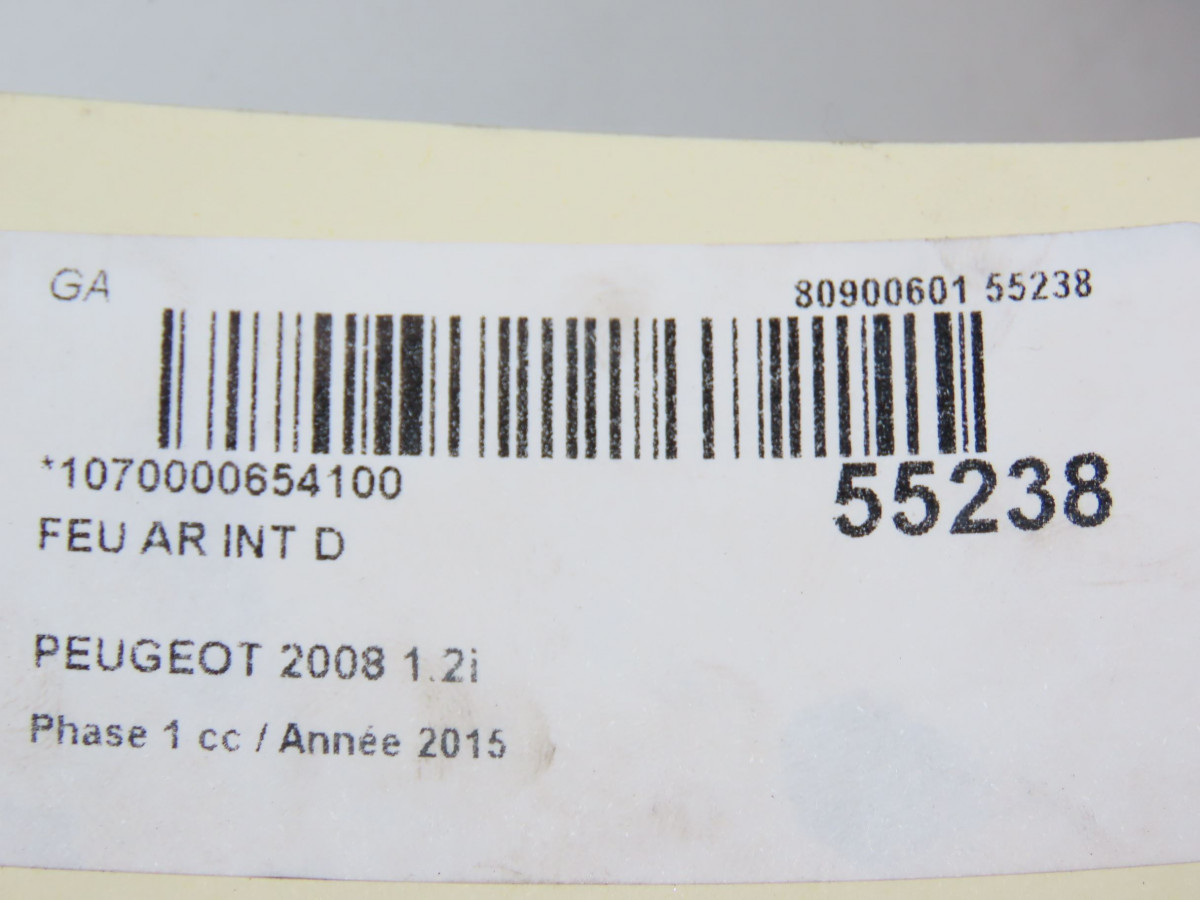 GA
80900601 55238
*1070000654100
55238
FEU AR INT D
PEUGEOT 2008 1.2i
Phase 1 cc / Année 2015